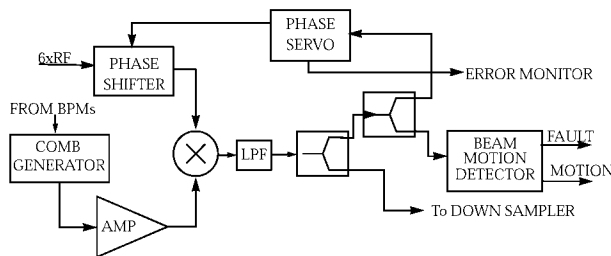 PHASE
SERVO
6xRF
PHASE
SHIFTER
ERROR MONITOR
FROM BPMs
COMB
GENERATOR
LPF
BEAM
MOTION
DETECTOR
FAULT
MOTION
AMP
To DOWN SAMPLER